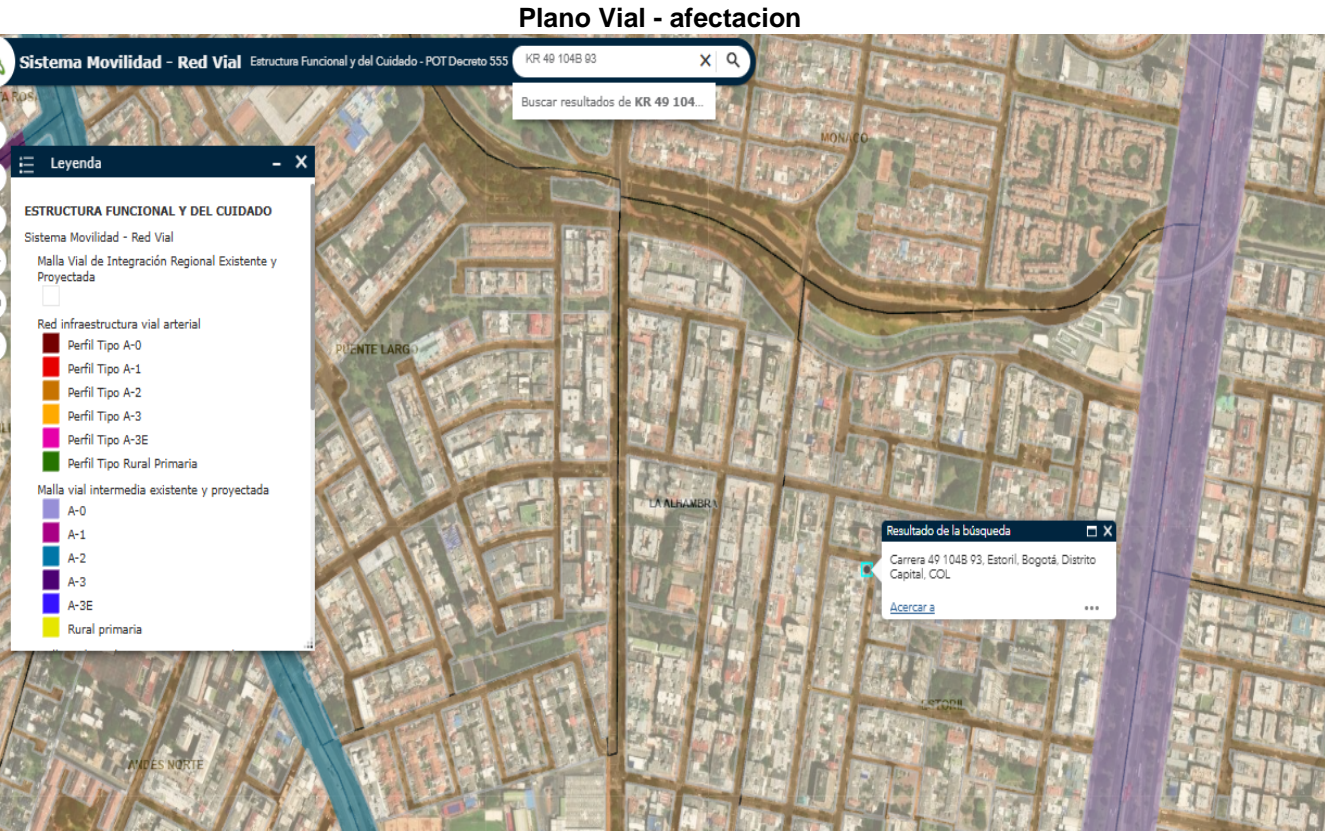 Plano Vial - afectacion
Sistema Movilidad - Red Vial Estructura Funcional y del Cuidado - POT Decreto 555
KR 49 104B 93
Buscar resultados de KR 49 104...
Leyenda
ESTRUCTURA FUNCIONAL Y DEL CUIDADO
Sistema Movilidad - Red Vial
Malla Vial de Integración Regional Existente y
Proyectada
Red infraestructura vial arterial
Perfil Tipo A-0
Perfil Tipo A-1
Perfil Tipo A-2
Perfil Tipo A-3
Perfil Tipo A-3E
Perfil Tipo Rural Primaria
Malla vial intermedia existente y proyectada
A-0
A-1
A-2
A-3
A-3E
Rural primaria
MONACO
PUENTE LARGO
LA ALHAMBRA
Resultado de la búsqueda
Carrera 49 104B 93, Estoril, Bogotá, Distrito
Capital, COL
Acercar a
ESTORIL
ANDES NORTE